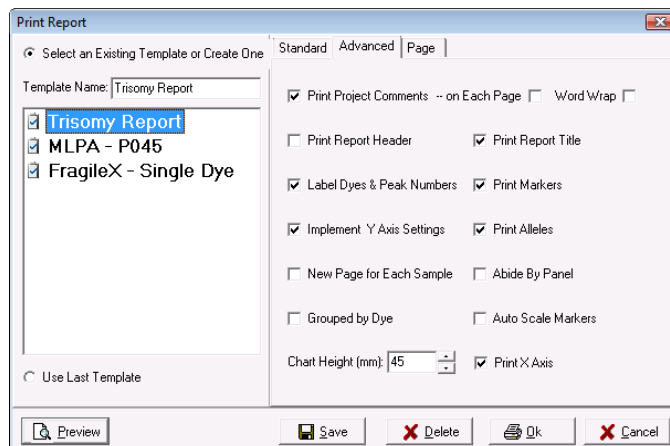 Print Report
Select an Existing Template or Create One
Template Name: Trisomy Report
Trisomy Report
MLPA - P045
FragileX - Single Dye
Use Last Template
Standard Advanced Page
Print Project Comments -- on Each Page Word Wrap
Print Report Header Print Report Title
Label Dyes & Peak Numbers Print Markers
Implement Y Axis Settings Print Alleles
New Page for Each Sample Abide By Panel
Grouped by Dye Auto Scale Markers
Chart Height (mm): 45 Print X Axis
Preview Save Delete Ok Cancel